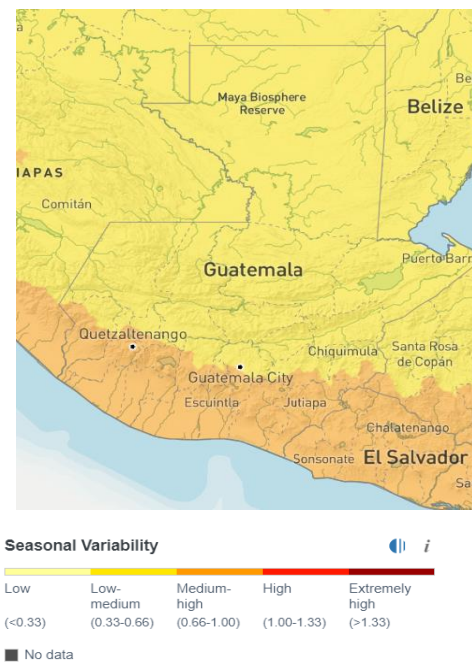 a
Maya Biosphere
Reserve
Be
Belize
IAPAS
Comitán
Puerto Barr
Guatemala
Quetzaltenango
Chiquimula
Santa Rosa
de Copán
Guatemala City
Escuintla
Jutiapa
Chalatenango
Sonsonate
El Salvador
Sa
Seasonal Variability
i
Low
Low-
medium
Medium-
high
High
Extremely
high
(<0.33)
(0.33-0.66)
(0.66-1.00)
(1.00-1.33)
(>1.33)
No data